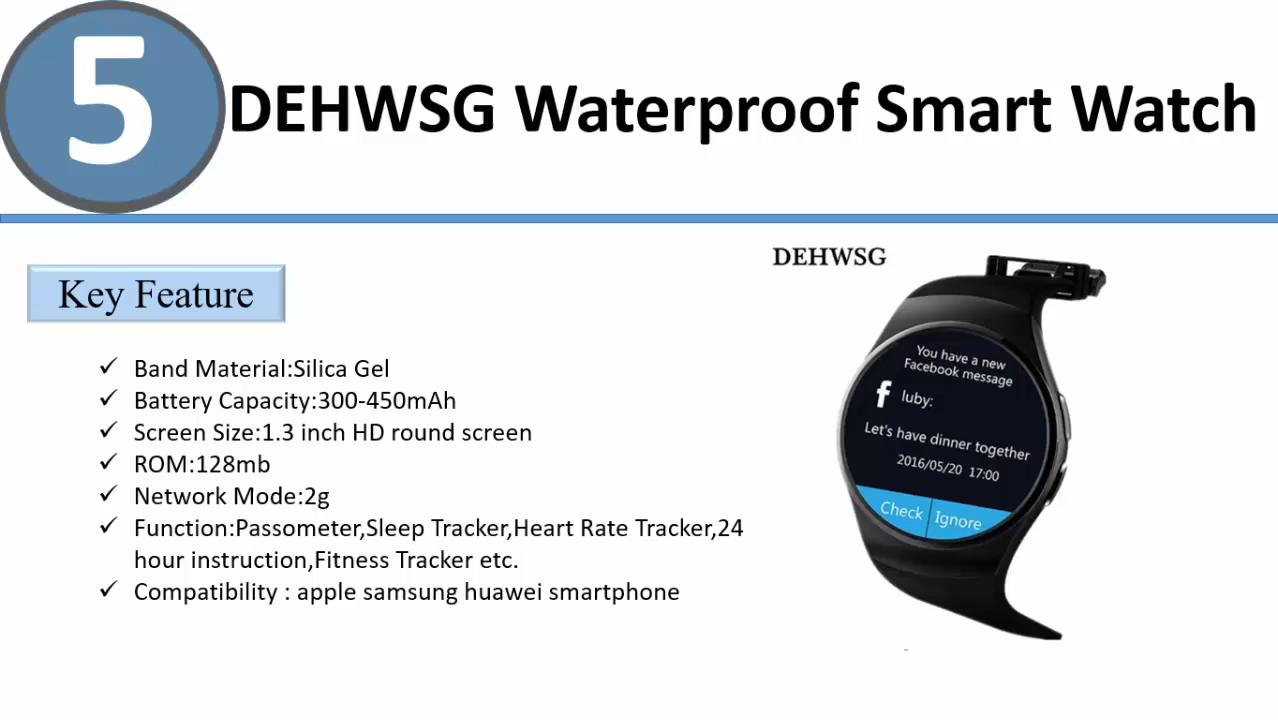 5
DEHWSG Waterproof Smart Watch
Key Feature
✓ Band Material:Silica Gel
✓ Battery Capacity:300-450mAh
✓ Screen Size:1.3 inch HD round screen
✓ ROM:128mb
✓ Network Mode:2g
✓ Function:Passometer,Sleep Tracker,Heart Rate Tracker,24
hour instruction,Fitness Tracker etc.
✓ Compatibility : apple samsung huawei smartphone
DEHWSG
You have a new
Facebook message
f luby:
Let's have dinner together
2016/05/20 17:00
Check Ignore